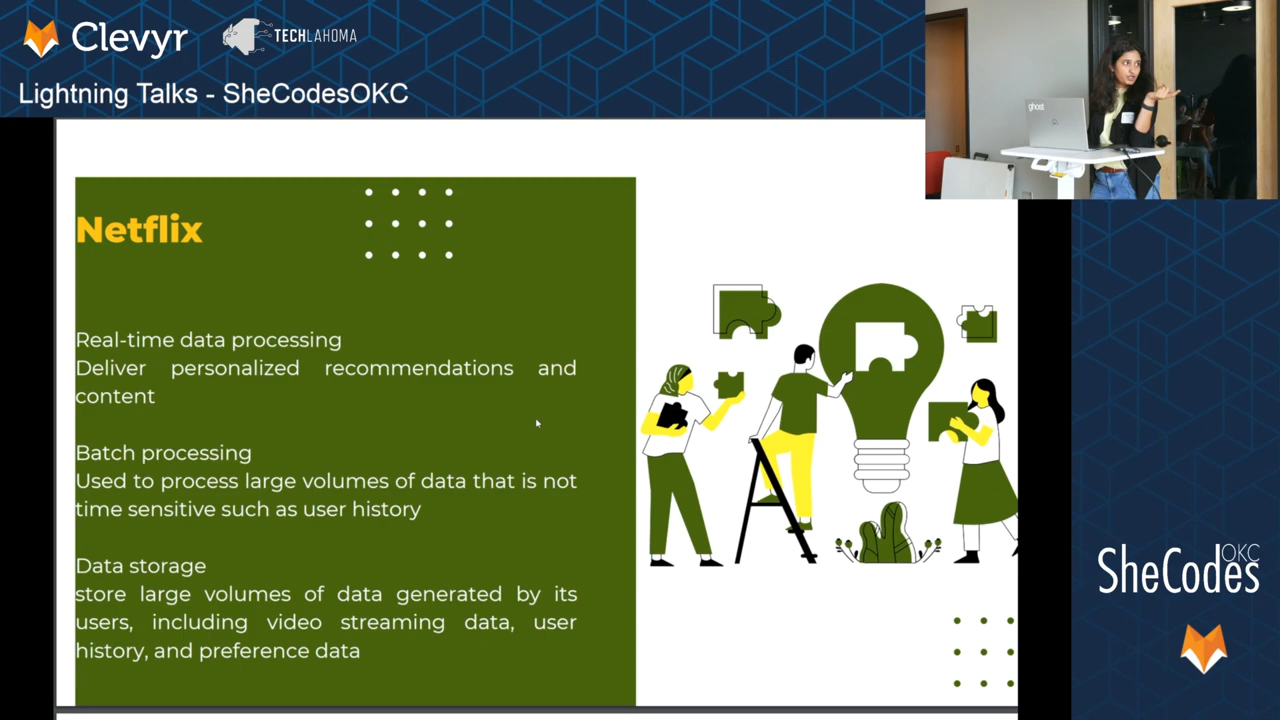 Clevyr
TECHLAHOMA
Lightning Talks - SheCodesOKC
ghost
Netflix
Real-time data processing
Deliver personalized recommendations and
content
Batch processing
Used to process large volumes of data that is not
time sensitive such as user history
Data storage
store large volumes of data generated by its
users, including video streaming data, user
history, and preference data
OKC
SheCodes